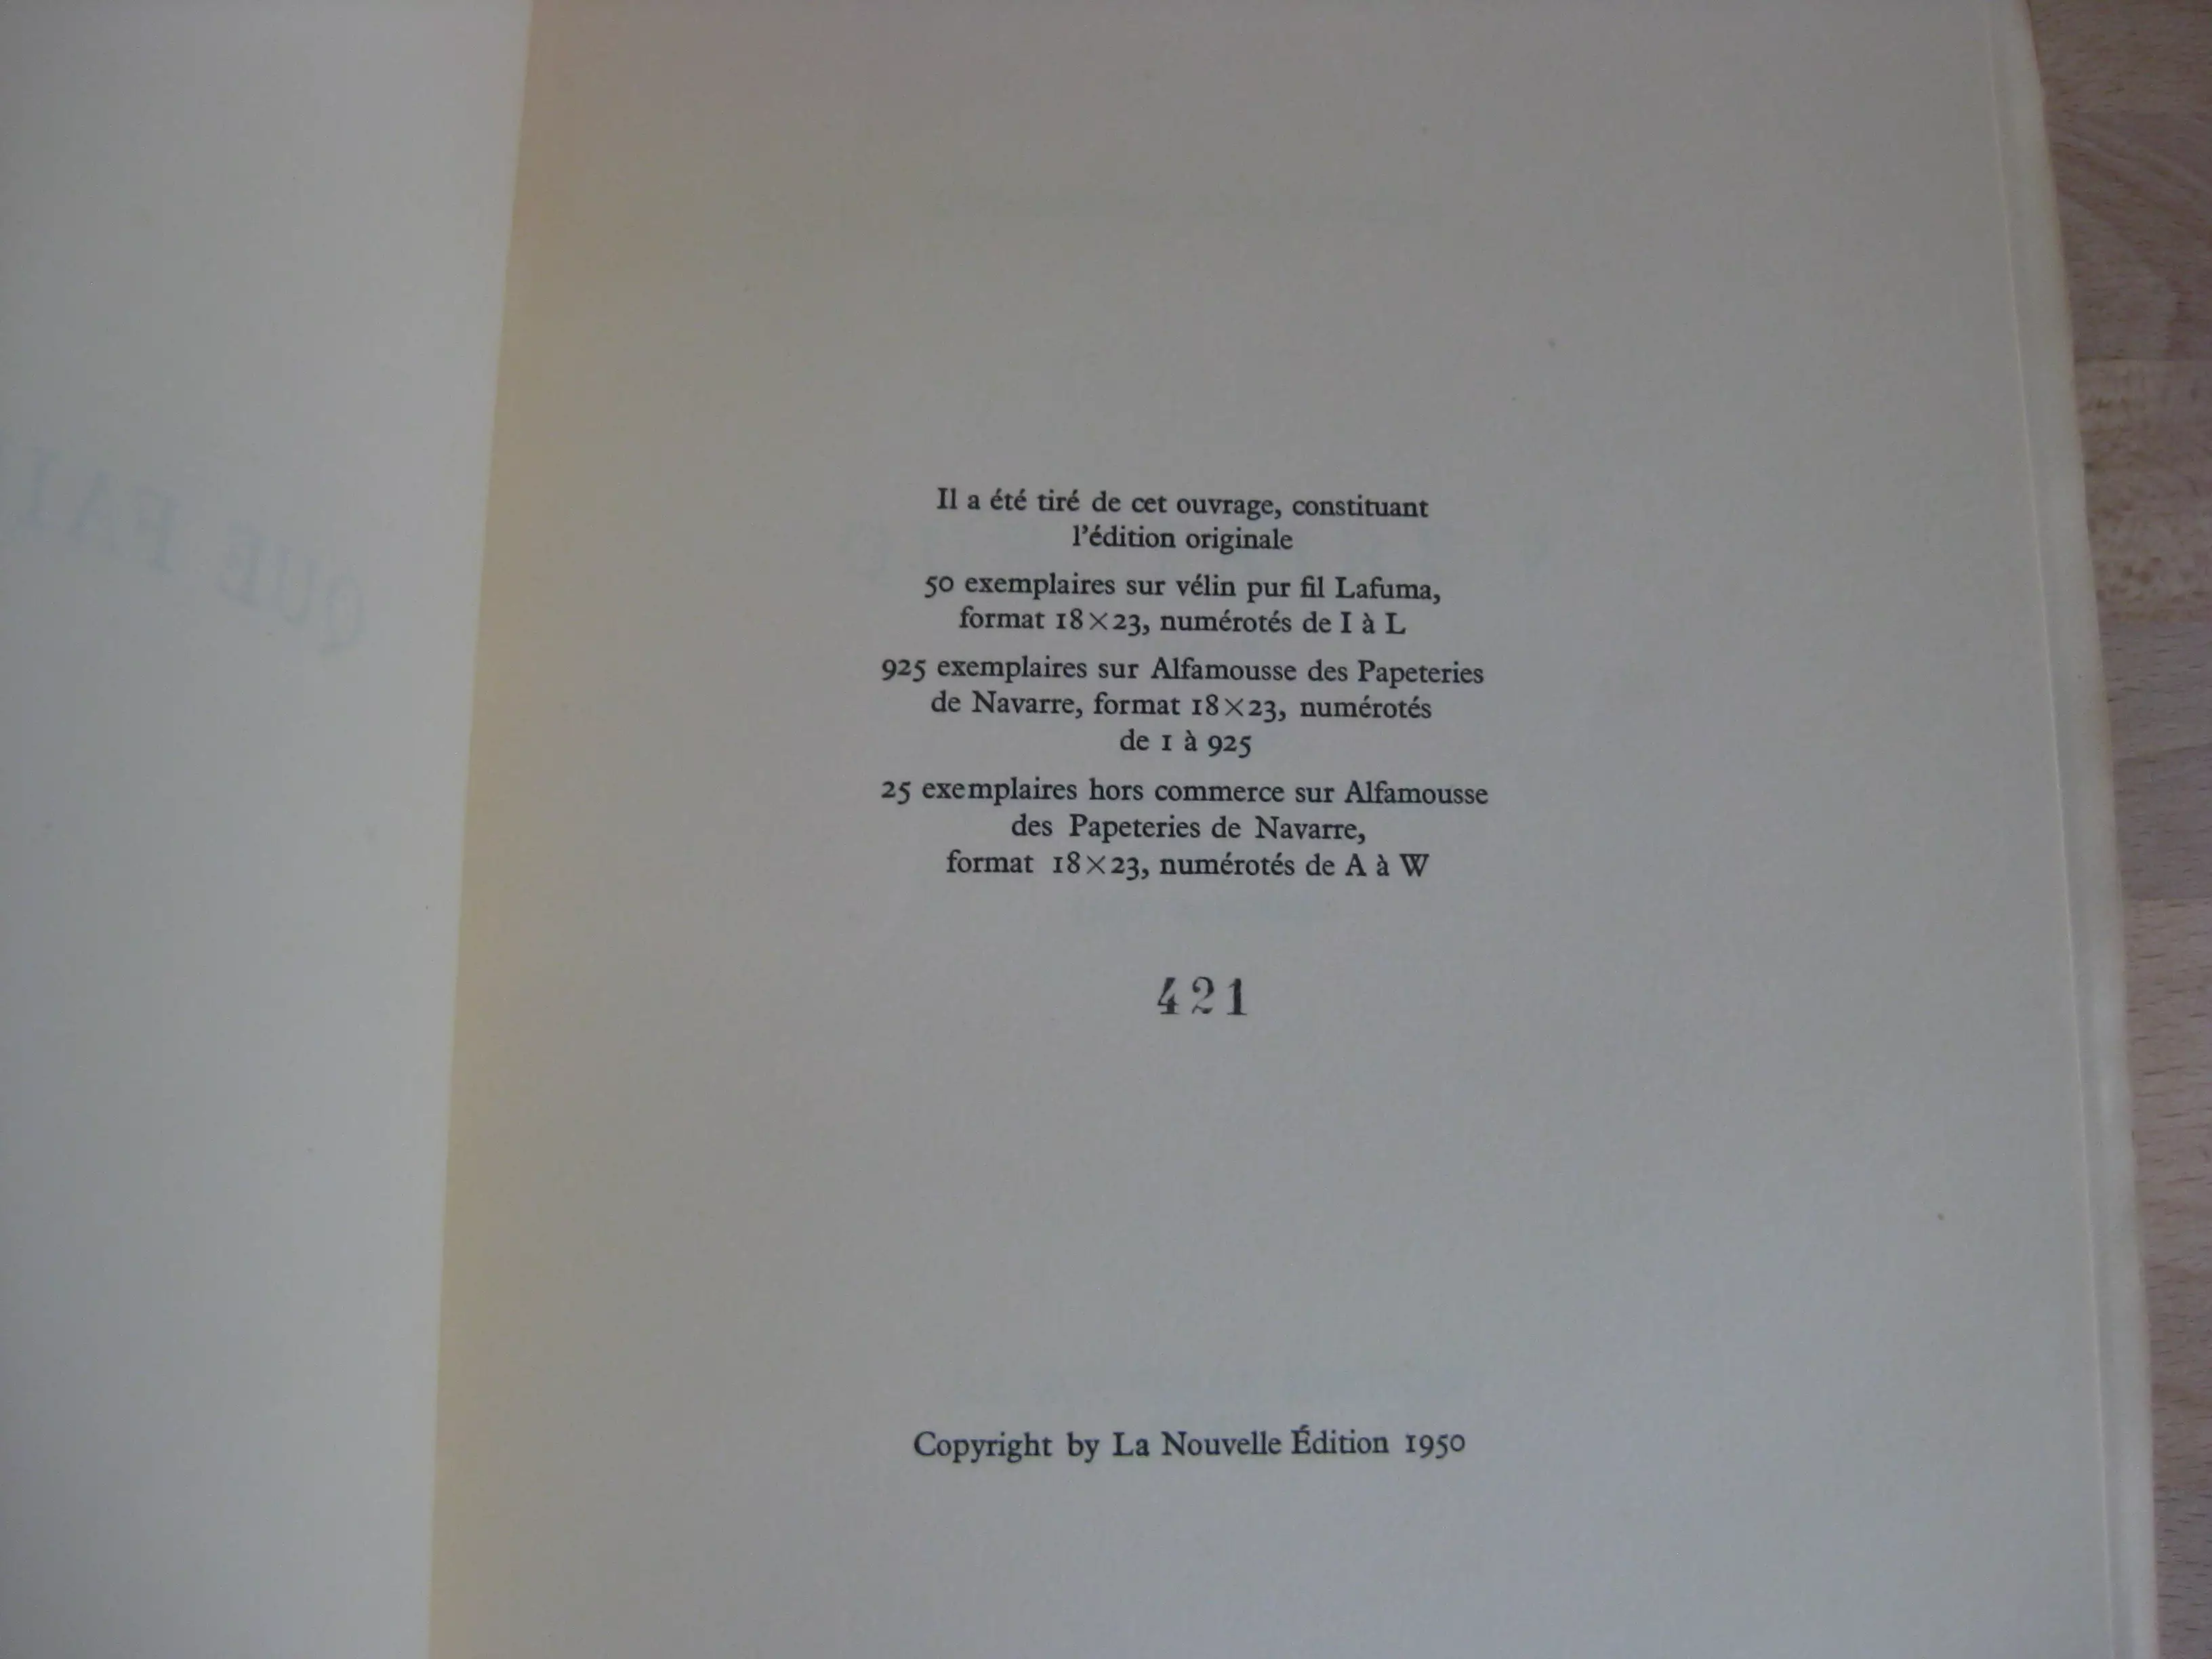 QUE FAI
Il a été tiré de cet ouvrage, constituant
l'édition originale
50 exemplaires sur vélin pur fil Lafuma,
format 18×23, numérotés de I à L
925 exemplaires sur Alfamousse des Papeteries
de Navarre, format 18×23, numérotés
de 1 à 925
25 exemplaires hors commerce sur Alfamousse
des Papeteries de Navarre,
format 18×23, numérotés de A à W
421
Copyright by La Nouvelle Édition 1950